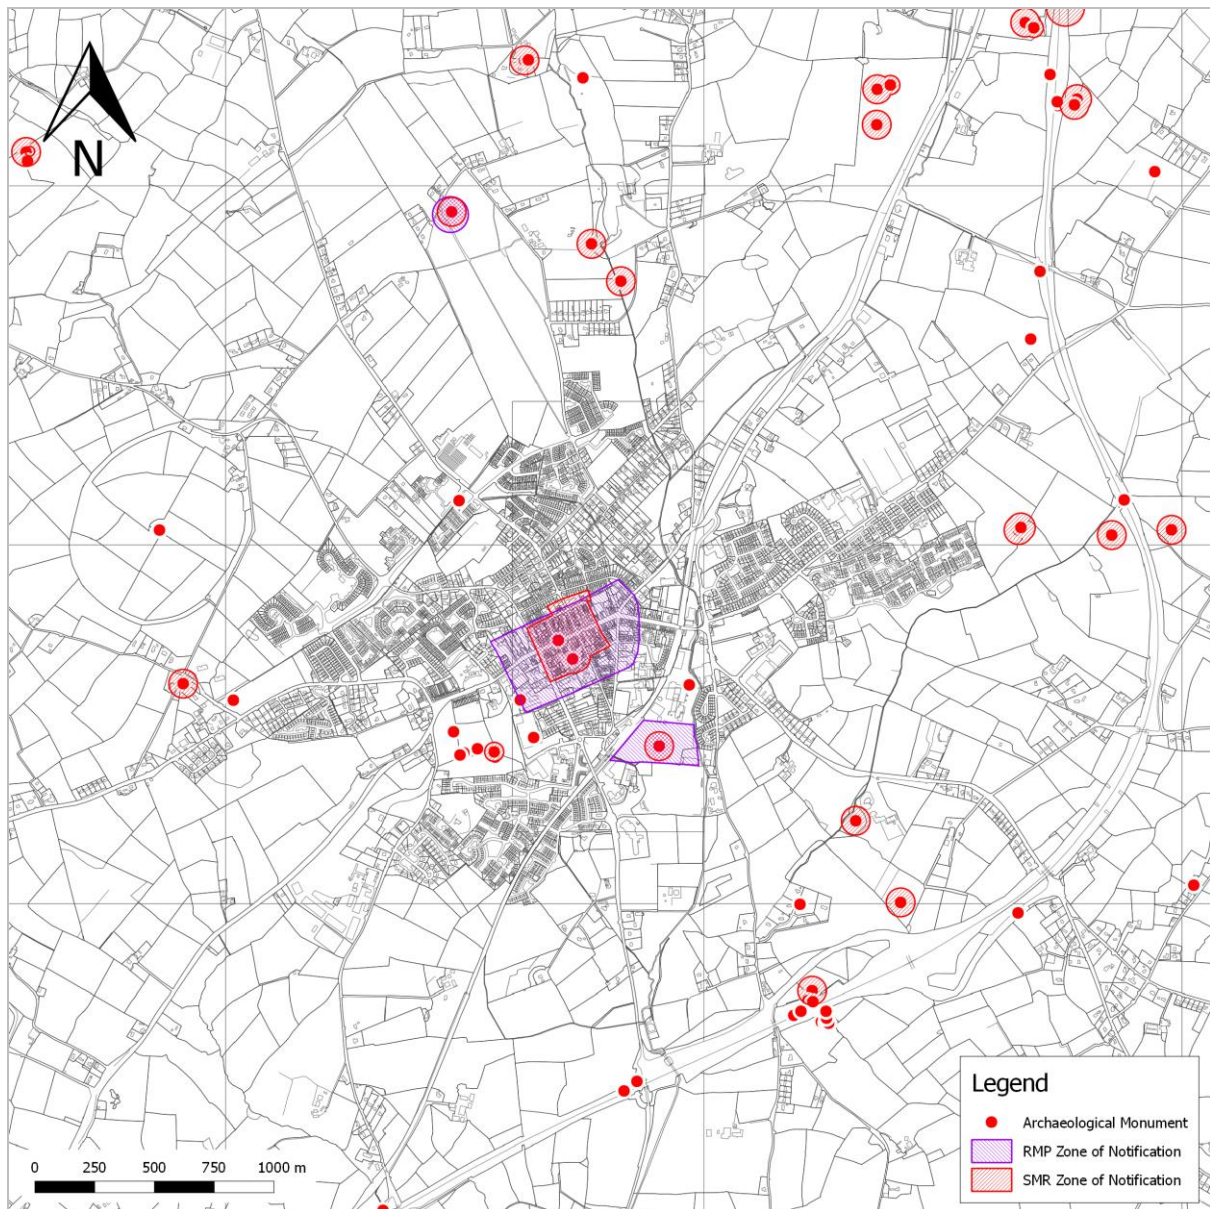 N
Legend
Archaeological Monument
RMP Zone of Notification
SMR Zone of Notification
0 250 500 750 1000 m